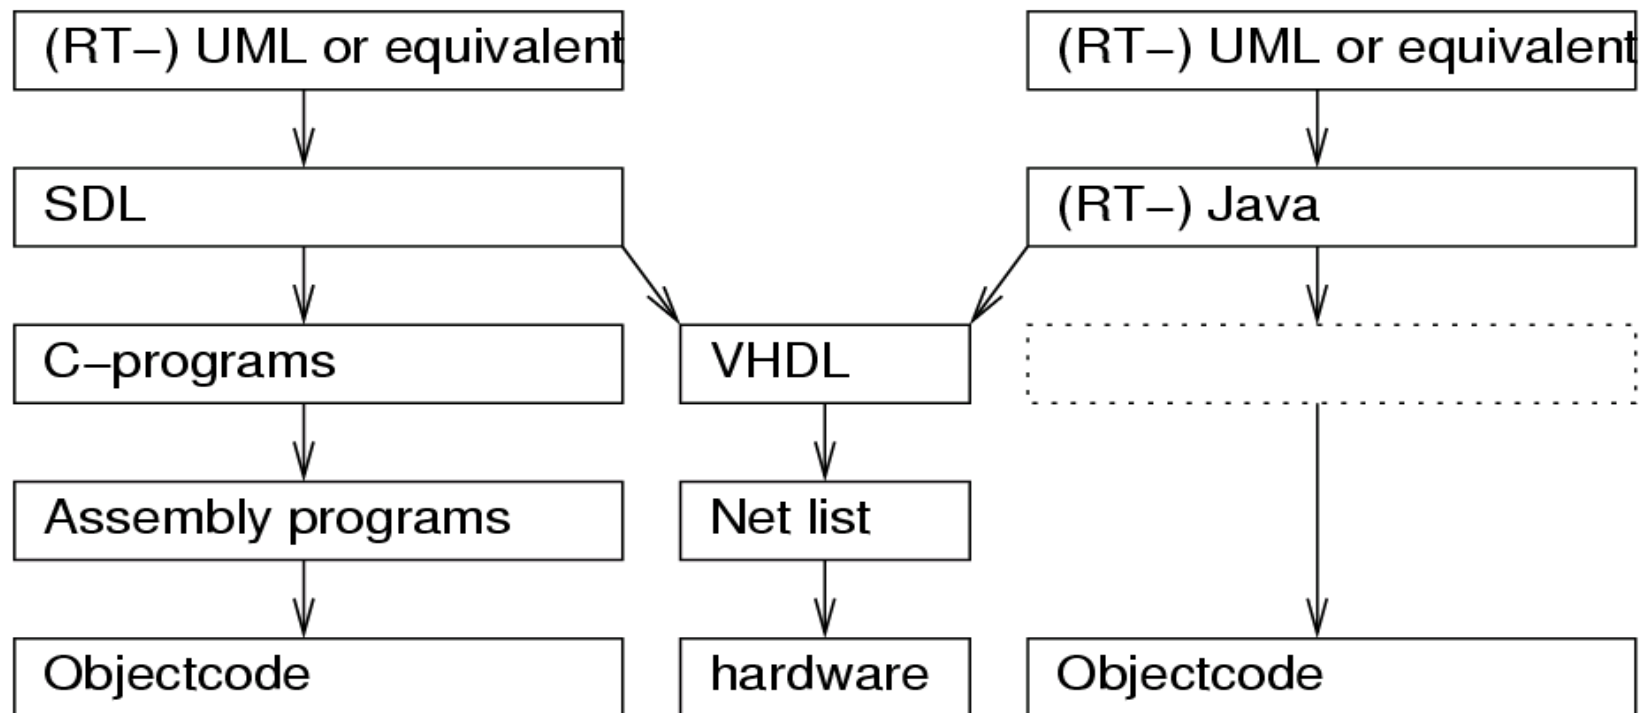 (RT–) UML or equivalent
(RT–) UML or equivalent
SDL
(RT–) Java
C–programs
VHDL
Assembly programs
Net list
Objectcode
hardware
Objectcode